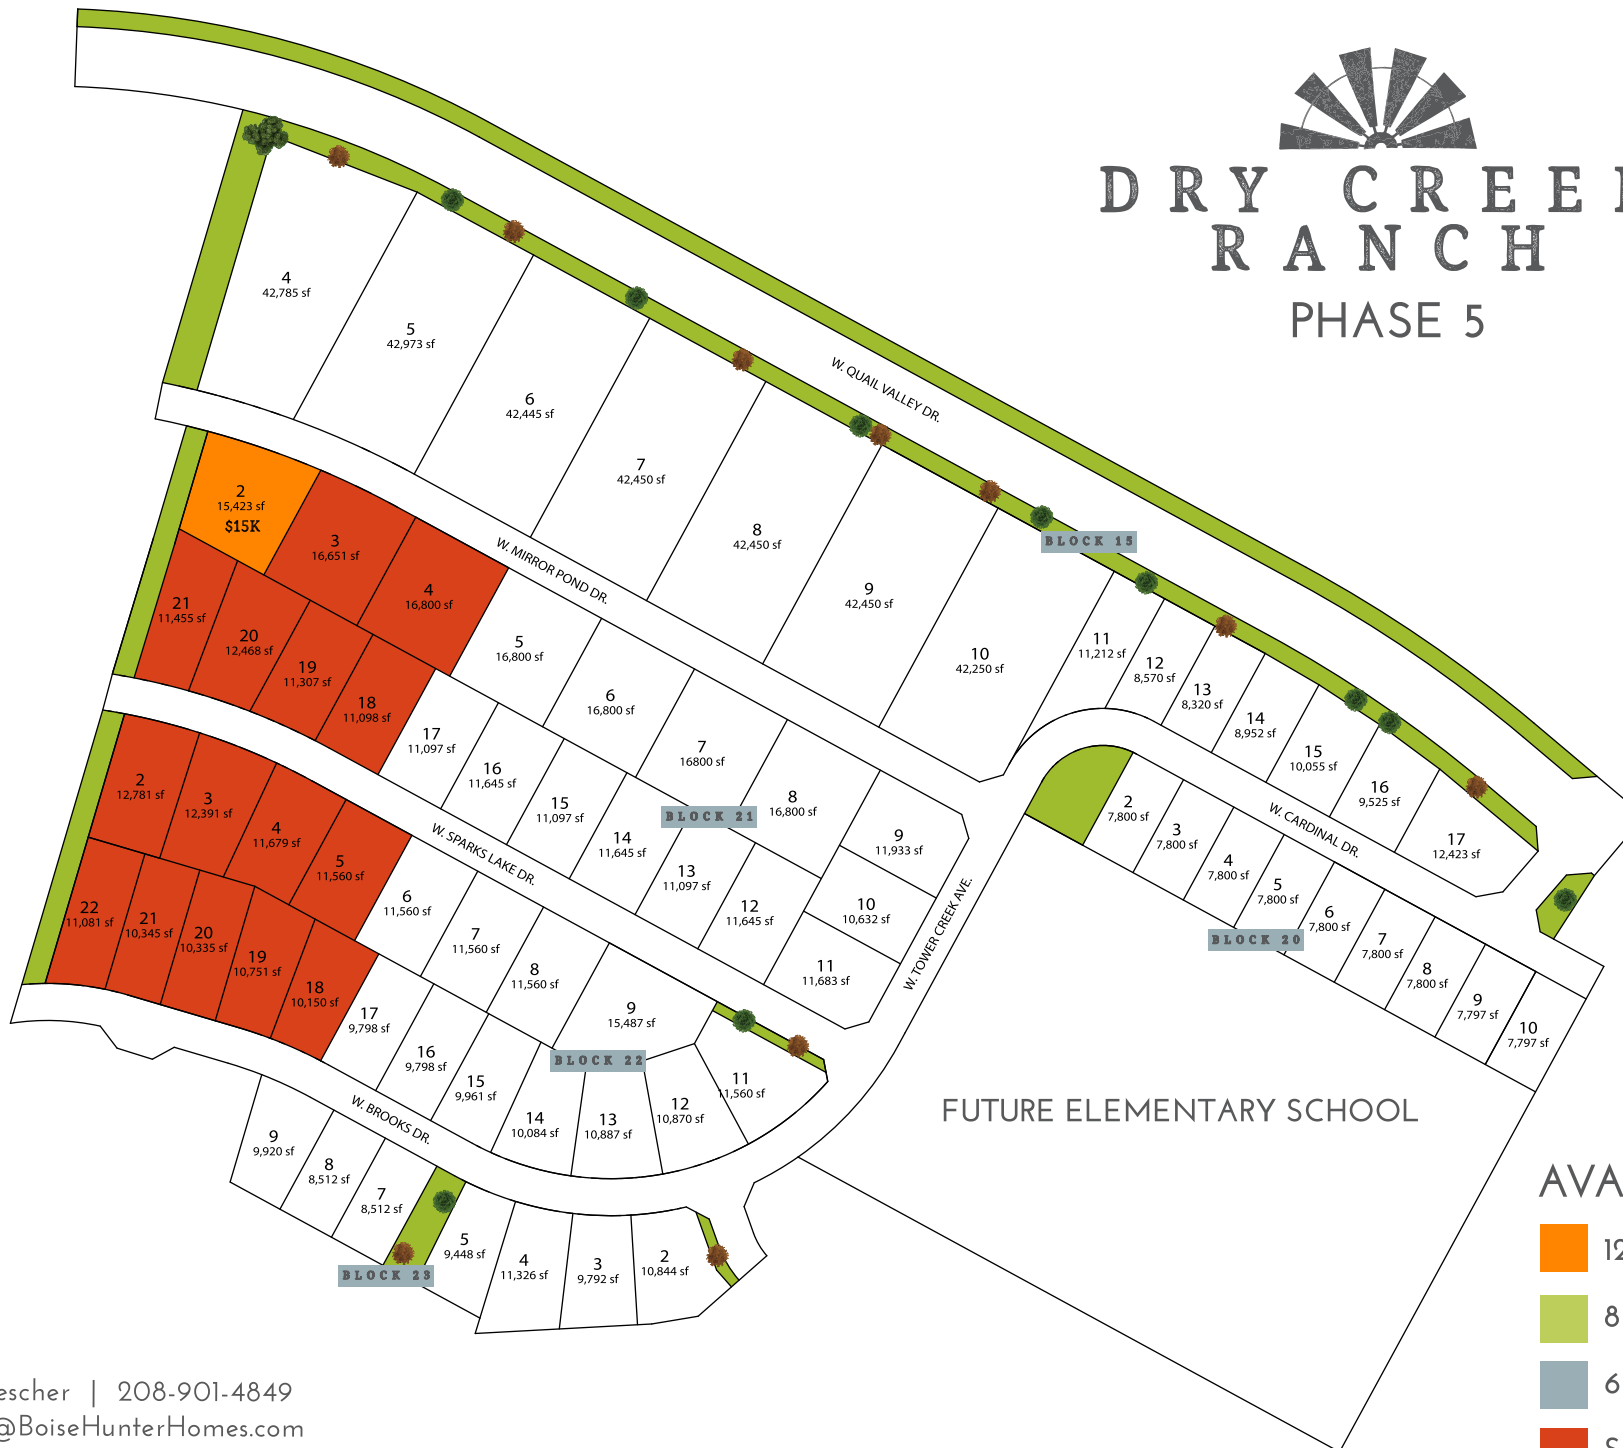 DRY CREE
RANCH
PHASE 5
W. QUAIL VALLEY DR.
4
42,785 sf
5
42,973 sf
6
42,445 sf
7
42,450 sf
8
42,450 sf
9
42,450 sf
10
42,250 sf
BLOCK 15
11
11,212 sf
12
8,570 sf
13
8,320 sf
14
8,952 sf
15
10,055 sf
16
9,525 sf
17
12,423 sf
W. MIRROR POND DR.
2
15,423 sf
$15K
3
16,651 sf
4
16,800 sf
5
16,800 sf
6
16,800 sf
7
16800 sf
8
16,800 sf
9
11,933 sf
10
10,632 sf
11
11,683 sf
21
11,455 sf
20
12,468 sf
19
11,307 sf
18
11,098 sf
17
11,097 sf
16
11,645 sf
15
11,097 sf
14
11,645 sf
13
11,097 sf
12
11,645 sf
BLOCK 21
W. SPARKS LAKE DR.
W. TOWER CREEK AVE.
W. CARDINAL DR.
2
7,800 sf
3
7,800 sf
4
7,800 sf
5
7,800 sf
6
7,800 sf
7
7,800 sf
8
7,800 sf
9
7,797 sf
10
7,797 sf
BLOCK 20
2
12,781 sf
3
12,391 sf
4
11,679 sf
5
11,560 sf
6
11,560 sf
7
11,560 sf
8
11,560 sf
9
15,487 sf
11
11,560 sf
22
11,081 sf
21
10,345 sf
20
10,335 sf
19
10,751 sf
18
10,150 sf
17
9,798 sf
16
9,798 sf
15
9,961 sf
14
10,084 sf
13
10,887 sf
12
10,870 sf
BLOCK 22
W. BROOKS DR.
9
9,920 sf
8
8,512 sf
7
8,512 sf
5
9,448 sf
4
11,326 sf
3
9,792 sf
2
10,844 sf
BLOCK 23
FUTURE ELEMENTARY SCHOOL
AVA
12
8
6
escher | 208-901-4849
@BoiseHunterHomes.com